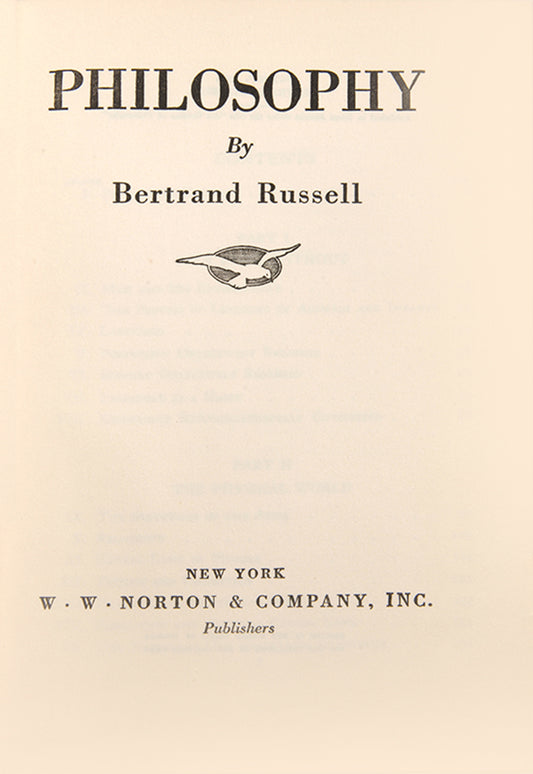 PHILOSOPHY
By
Bertrand Russell
NEW YORK
W · W · NORTON & COMPANY, INC.
Publishers